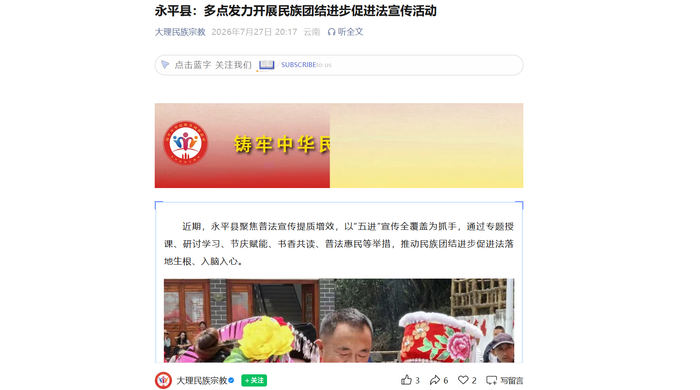 永平县：多点发力开展民族团结进步促进法宣传活动
大理民族宗教 2026年7月27日 20:17 云南 听全文
点击蓝字 关注我们 SUBSCRIBE to us
铸牢中华民
近期，永平县聚焦普法宣传提质增效，以“五进”宣传全覆盖为抓手，通过专题授
课、研讨学习、节庆赋能、书香共读、普法惠民等举措，推动民族团结进步促进法落
地生根、入脑入心。
大理民族宗教 +关注 3 6 2 写留言